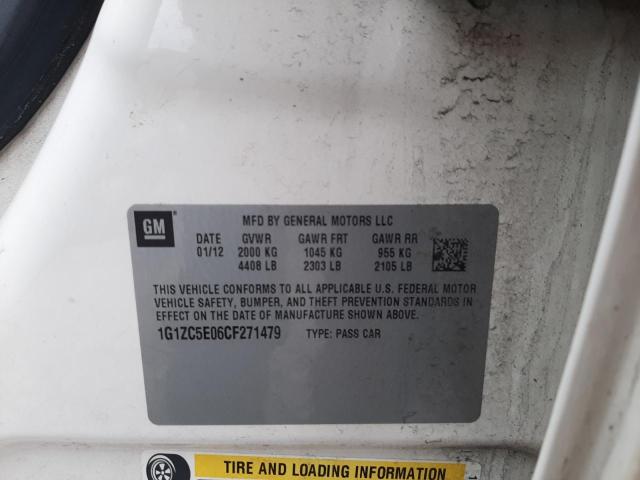 GM
MFD BY GENERAL MOTORS LLC
DATE GVWR GAWR FRT GAWR RR
01/12 2000 KG 1045 KG 955 KG
4408 LB 2303 LB 2105 LB
THIS VEHICLE CONFORMS TO ALL APPLICABLE U.S. FEDERAL MOTOR
VEHICLE SAFETY, BUMPER, AND THEFT PREVENTION STANDARDS IN
EFFECT ON THE DATE OF MANUFACTURE SHOWN ABOVE.
1G1ZC5E06CF271479 TYPE: PASS CAR
TIRE AND LOADING INFORMATION